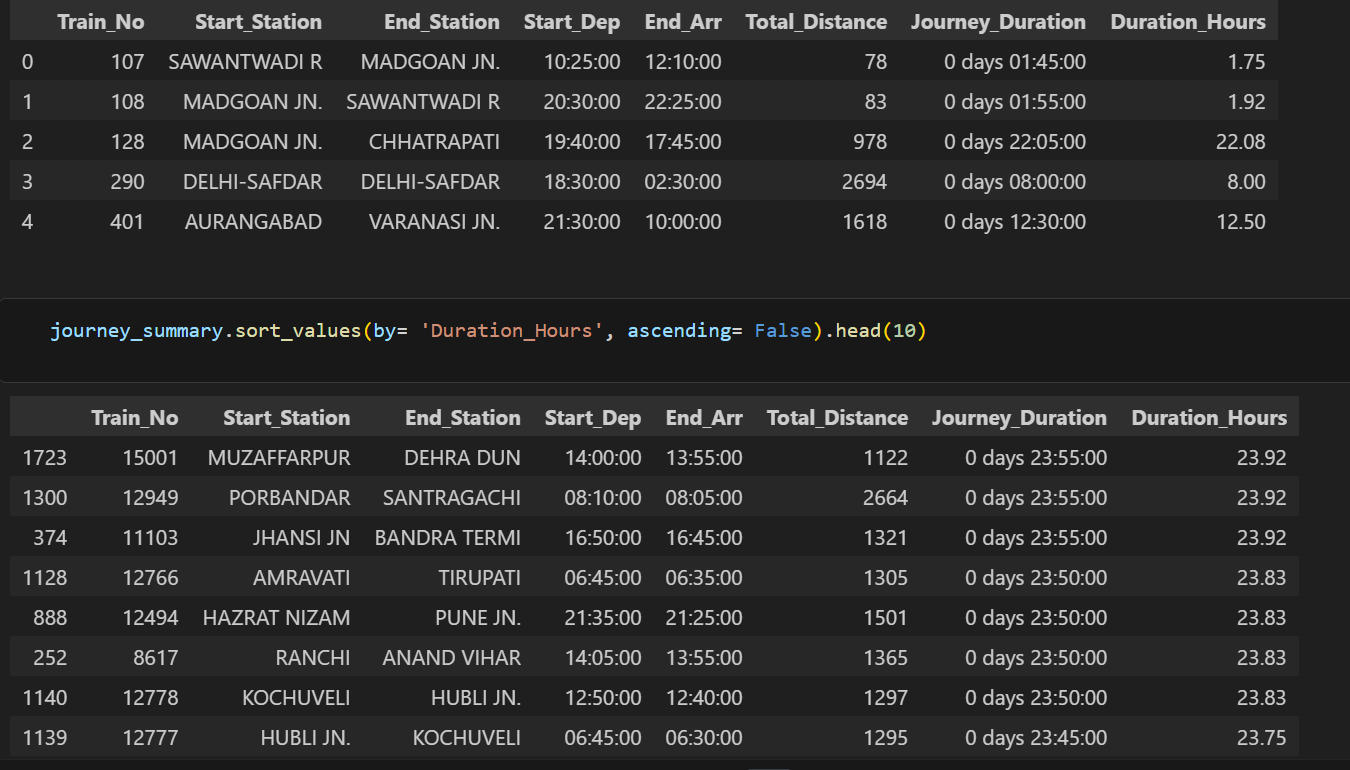 Train_No Start_Station End_Station Start_Dep End_Arr Total_Distance Journey_Duration Duration_Hours
0 107 SAWANTWADI R MADGOAN JN. 10:25:00 12:10:00 78 0 days 01:45:00 1.75
1 108 MADGOAN JN. SAWANTWADI R 20:30:00 22:25:00 83 0 days 01:55:00 1.92
2 128 MADGOAN JN. CHHATRAPATI 19:40:00 17:45:00 978 0 days 22:05:00 22.08
3 290 DELHI-SAFDAR DELHI-SAFDAR 18:30:00 02:30:00 2694 0 days 08:00:00 8.00
4 401 AURANGABAD VARANASI JN. 21:30:00 10:00:00 1618 0 days 12:30:00 12.50
journey_summary.sort_values(by= 'Duration_Hours', ascending= False).head(10)
Train_No Start_Station End_Station Start_Dep End_Arr Total_Distance Journey_Duration Duration_Hours
1723 15001 MUZAFFARPUR DEHRA DUN 14:00:00 13:55:00 1122 0 days 23:55:00 23.92
1300 12949 PORBANDAR SANTRAGACHI 08:10:00 08:05:00 2664 0 days 23:55:00 23.92
374 11103 JHANSI JN BANDRA TERMI 16:50:00 16:45:00 1321 0 days 23:55:00 23.92
1128 12766 AMRAVATI TIRUPATI 06:45:00 06:35:00 1305 0 days 23:50:00 23.83
888 12494 HAZRAT NIZAM PUNE JN. 21:35:00 21:25:00 1501 0 days 23:50:00 23.83
252 8617 RANCHI ANAND VIHAR 14:05:00 13:55:00 1365 0 days 23:50:00 23.83
1140 12778 KOCHUVELI HUBLI JN. 12:50:00 12:40:00 1297 0 days 23:50:00 23.83
1139 12777 HUBLI JN. KOCHUVELI 06:45:00 06:30:00 1295 0 days 23:45:00 23.75